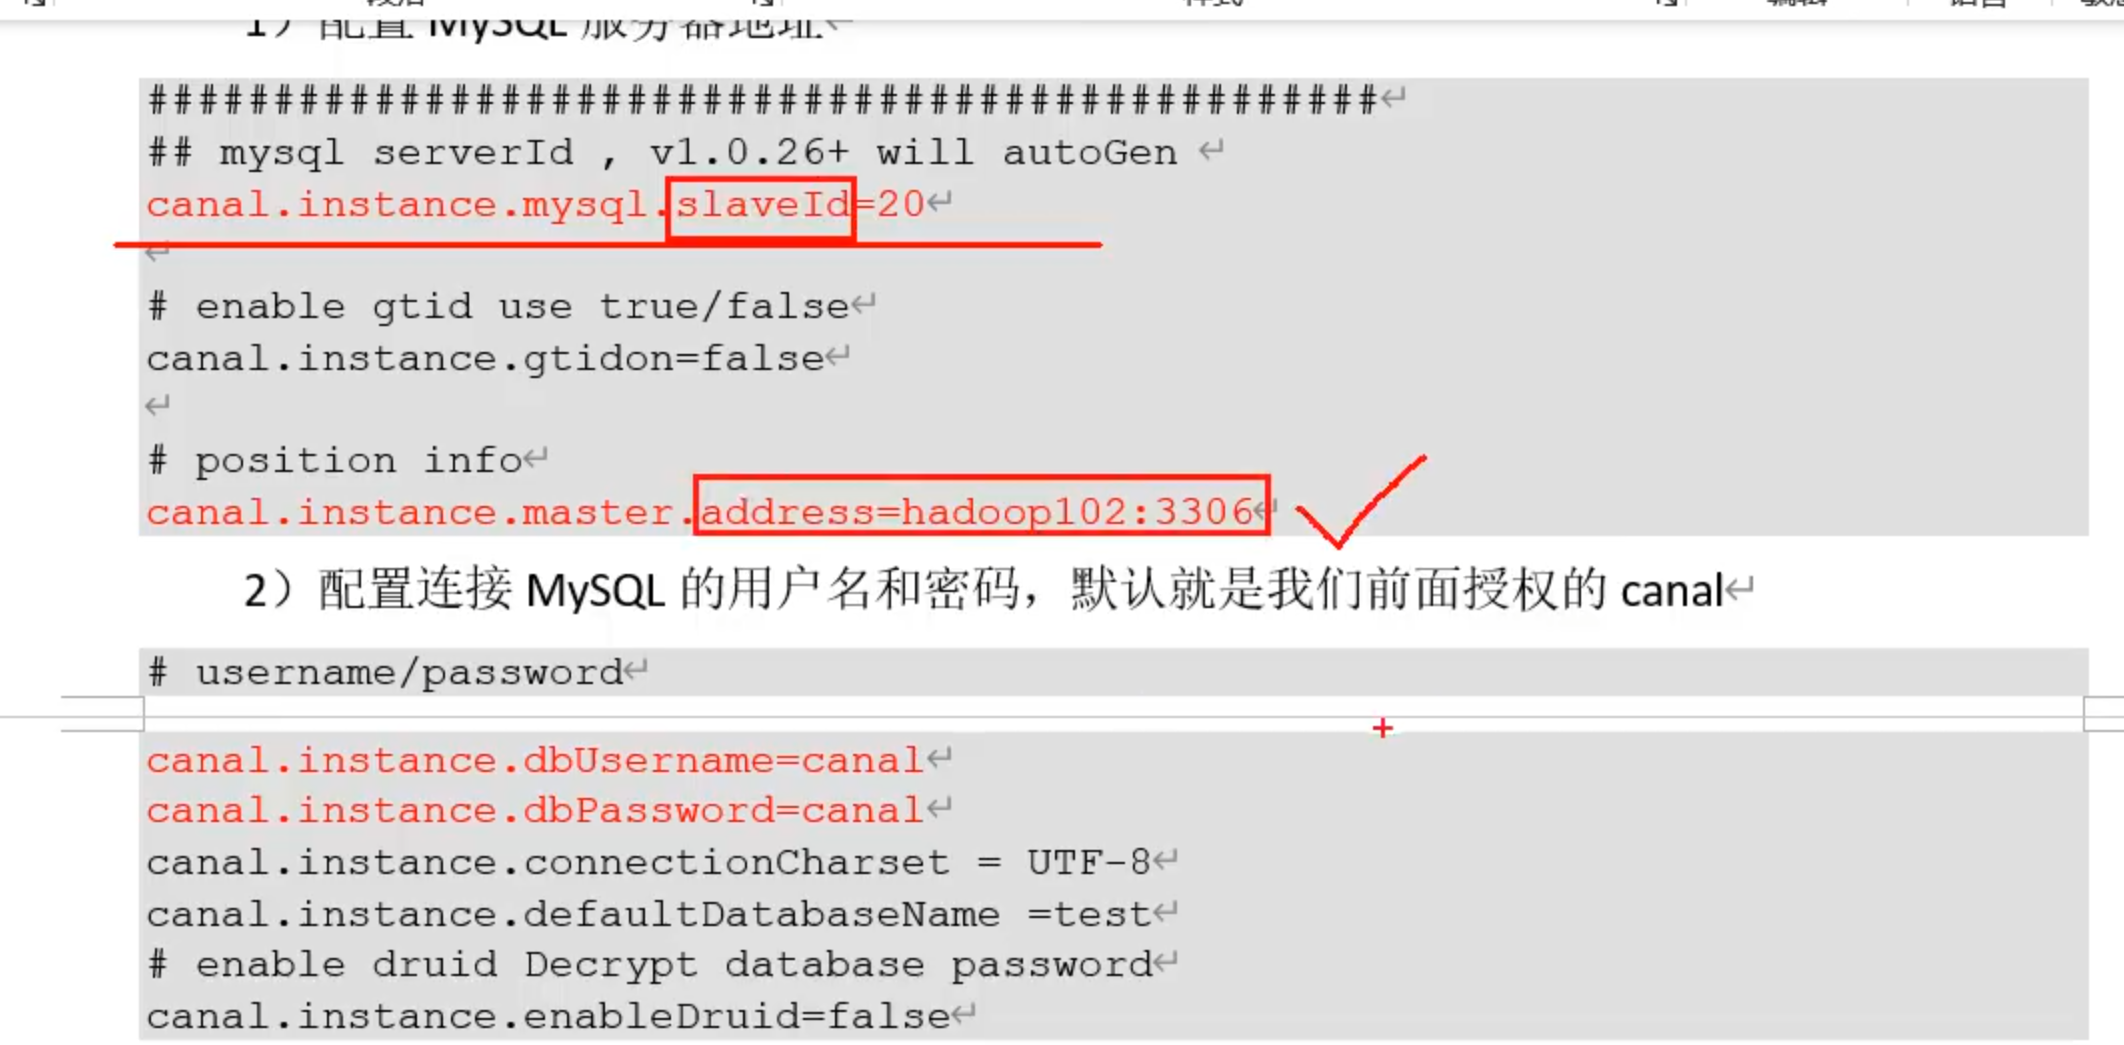 1）配置 MySQL 服务器地址
#################################################
## mysql serverId , v1.0.26+ will autoGen
canal.instance.mysql.slaveId=20
# enable gtid use true/false
canal.instance.gtidon=false
# position info
canal.instance.master.address=hadoop102:3306
2）配置连接 MySQL 的用户名和密码，默认就是我们前面授权的 canal
# username/password
canal.instance.dbUsername=canal
canal.instance.dbPassword=canal
canal.instance.connectionCharset = UTF-8
canal.instance.defaultDatabaseName =test
# enable druid Decrypt database password
canal.instance.enableDruid=false